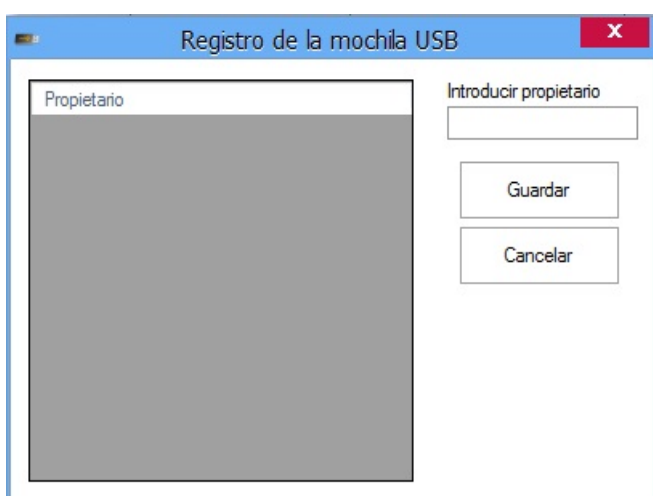 Registro de la mochila USB
x
Propietario
Introducir propietario
Guardar
Cancelar